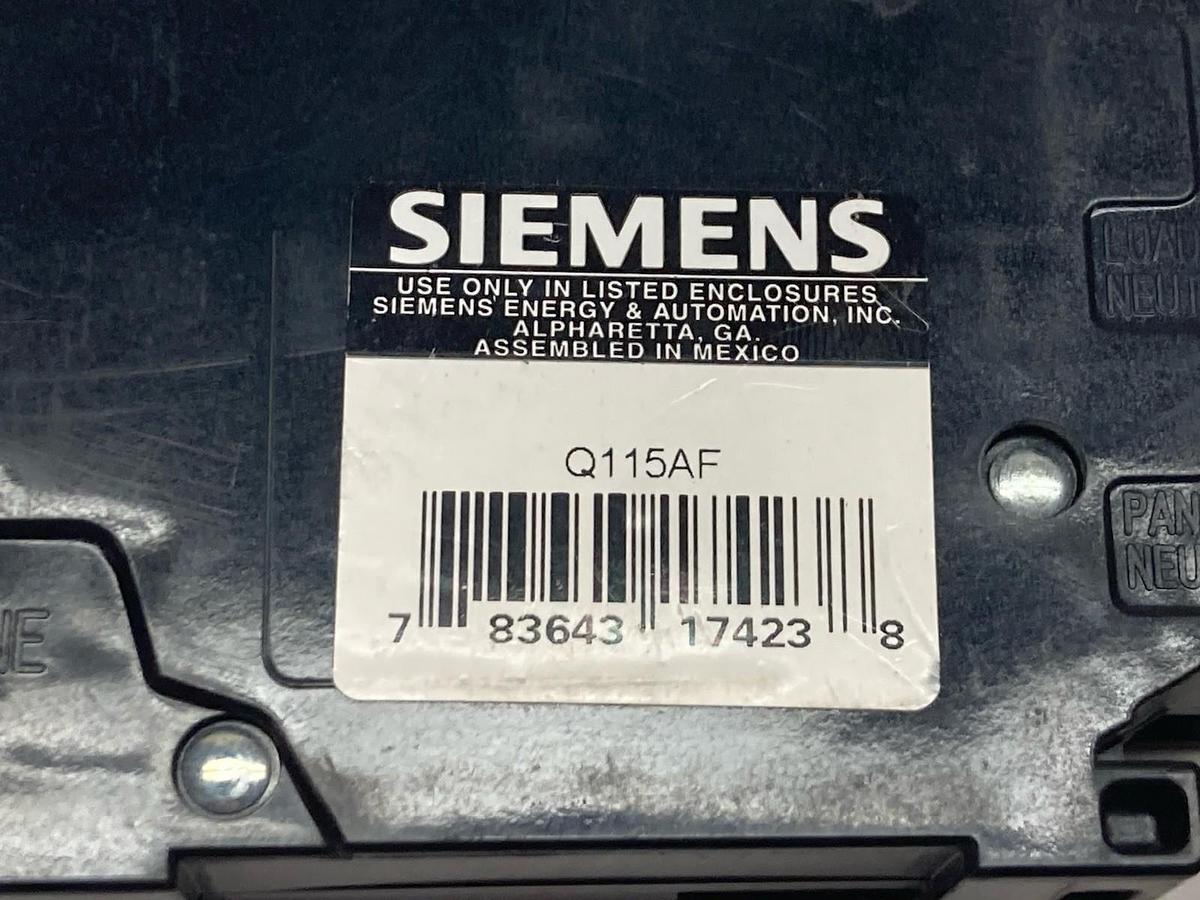 SIEMENS
USE ONLY IN LISTED ENCLOSURES
SIEMENS ENERGY & AUTOMATION, INC.
ALPHARETTA, GA.
ASSEMBLED IN MEXICO
Q115AF
7 83643 17423 8